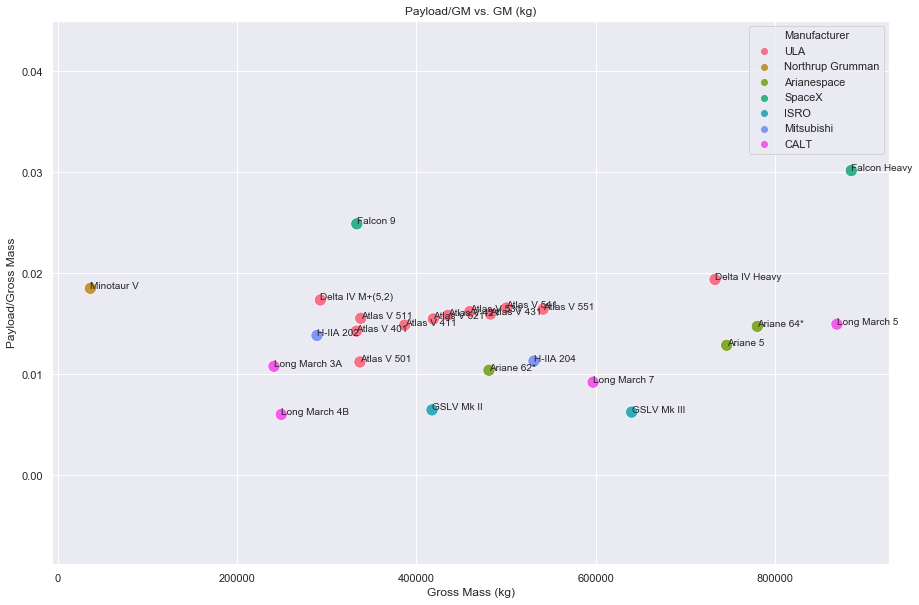 Payload/GM vs. GM (kg)
Manufacturer
ULA
Northrup Grumman
Arianespace
SpaceX
ISRO
Mitsubishi
CALT
0.04
0.03
0.02
0.01
0.00
Payload/Gross Mass
Falcon Heavy
Falcon 9
Delta IV Heavy
Minotaur V
Delta IV M+(5,2)
Atlas V 541
Atlas V 551
Atlas V 431
Atlas V 521
Atlas V 511
Atlas V 411
Atlas V 401
H-IIA 202
Ariane 64*
Long March 5
Ariane 5
Atlas V 501
H-IIA 204
Long March 3A
Ariane 62*
Long March 7
GSLV Mk II
GSLV Mk III
Long March 4B
0
200000
400000
600000
800000
Gross Mass (kg)